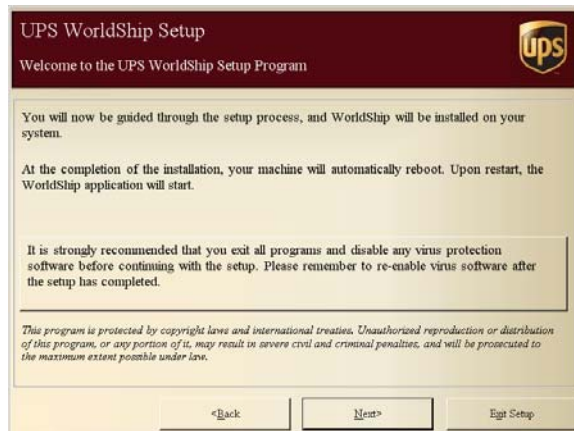 UPS WorldShip Setup
ups
Welcome to the UPS WorldShip Setup Program
You will now be guided through the setup process, and WorldShip will be installed on your
system.
At the completion of the installation, your machine will automatically reboot. Upon restart, the
WorldShip application will start.
It is strongly recommended that you exit all programs and disable any virus protection
software before continuing with the setup. Please remember to re-enable virus software after
the setup has completed.
This program is protected by copyright laws and international treaties. Unauthorized reproduction or distribution
of this program, or any portion of it, may result in severe civil and criminal penalties, and will be prosecuted to
the maximum extent possible under law.
<Back
Next>
Exit Setup